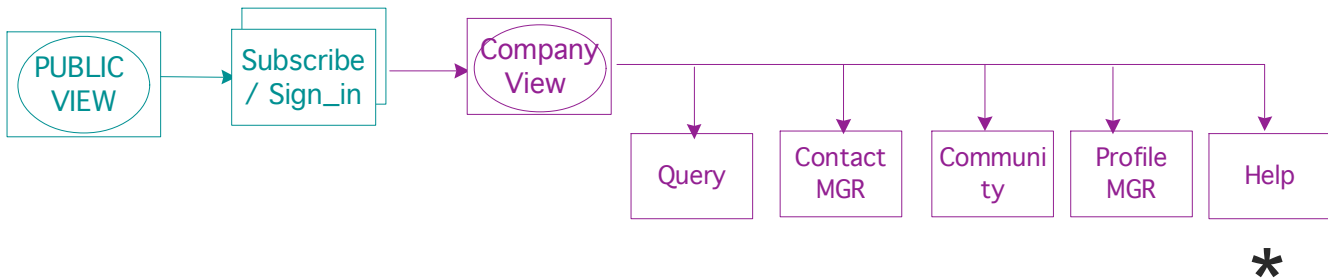 PUBLIC
VIEW
Subscribe
/ Sign_in
Company
View
Query
Contact
MGR
Communi
ty
Profile
MGR
Help
*